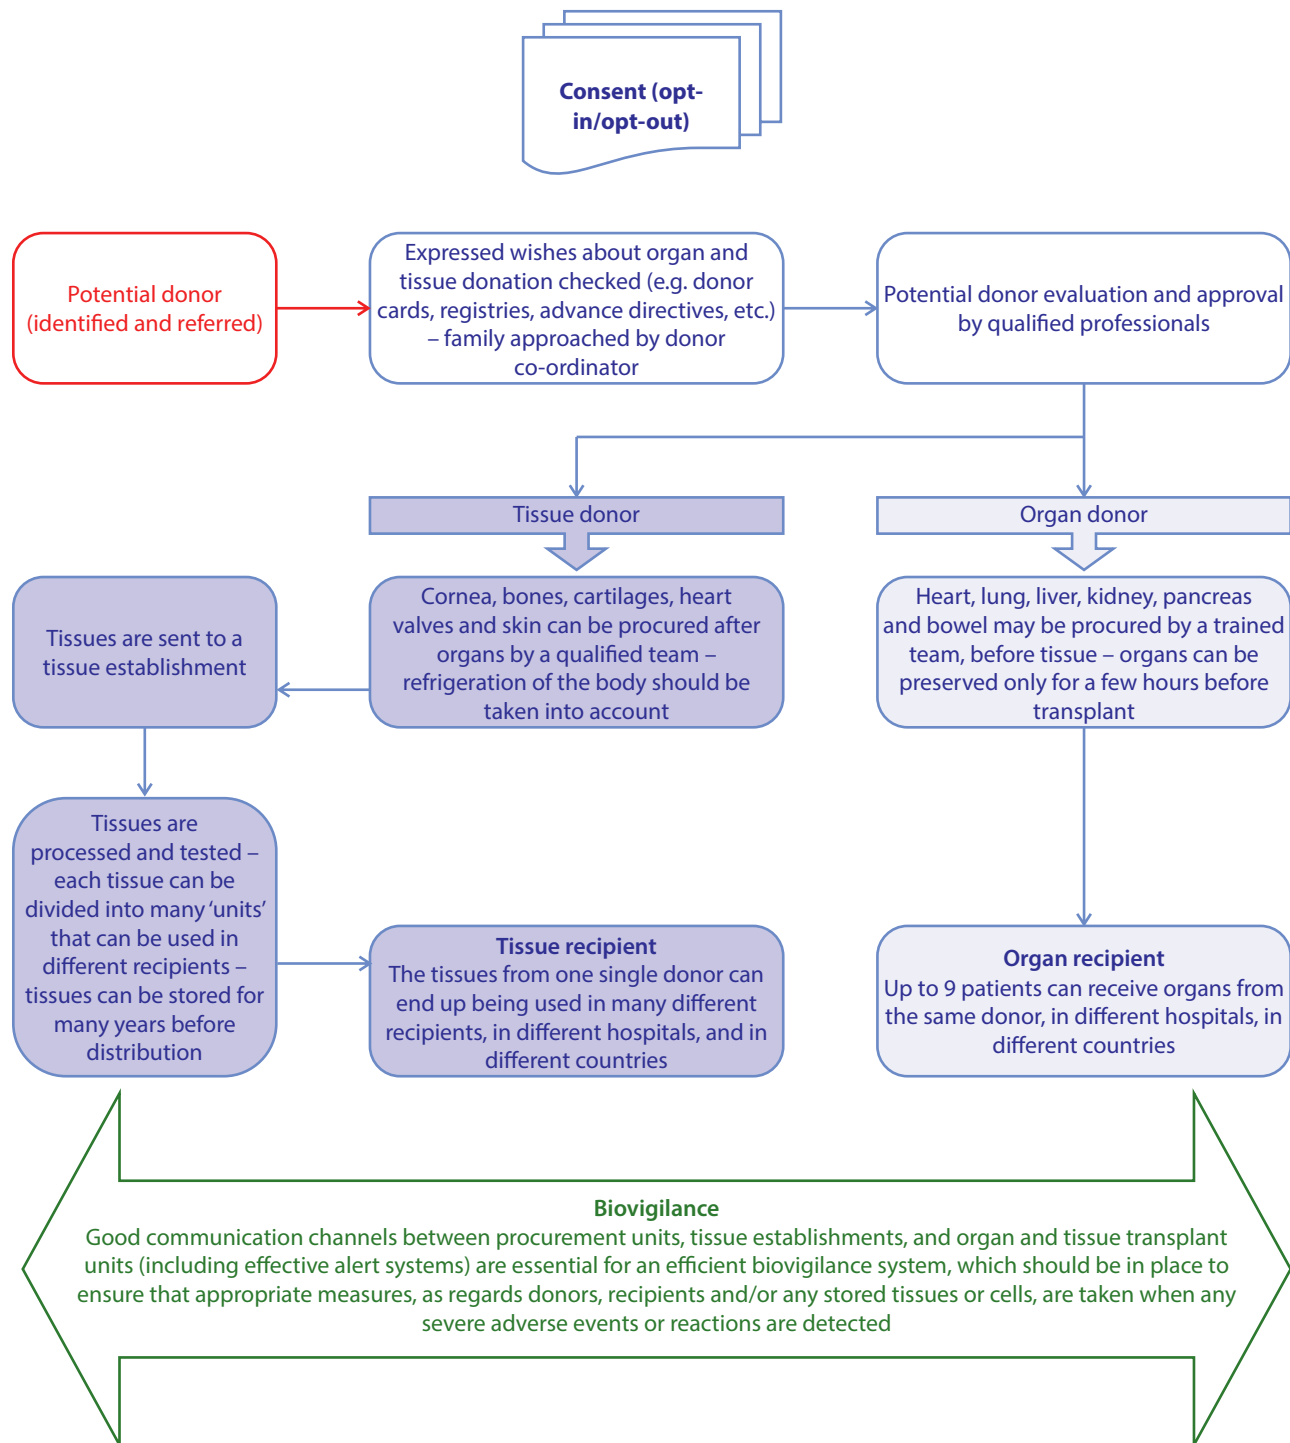 Consent (opt-
in/opt-out)
Potential donor
(identified and referred)
Expressed wishes about organ and
tissue donation checked (e.g. donor
cards, registries, advance directives, etc.)
– family approached by donor
co-ordinator
Potential donor evaluation and approval
by qualified professionals
Tissue donor
Organ donor
Tissues are sent to a
tissue establishment
Cornea, bones, cartilages, heart
valves and skin can be procured after
organs by a qualified team –
refrigeration of the body should be
taken into account
Heart, lung, liver, kidney, pancreas
and bowel may be procured by a trained
team, before tissue – organs can be
preserved only for a few hours before
transplant
Tissues are
processed and tested –
each tissue can be
divided into many ‘units’
that can be used in
different recipients –
tissues can be stored for
many years before
distribution
Tissue recipient
The tissues from one single donor can
end up being used in many different
recipients, in different hospitals, and in
different countries
Organ recipient
Up to 9 patients can receive organs from
the same donor, in different hospitals, in
different countries
Biovigilance
Good communication channels between procurement units, tissue establishments, and organ and tissue transplant
units (including effective alert systems) are essential for an efficient biovigilance system, which should be in place to
ensure that appropriate measures, as regards donors, recipients and/or any stored tissues or cells, are taken when any
severe adverse events or reactions are detected